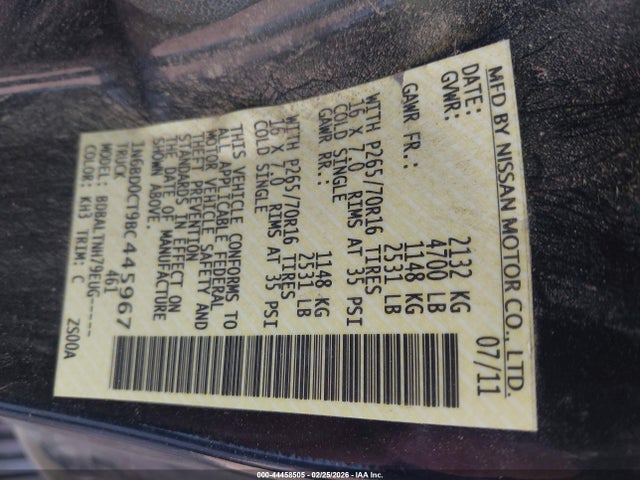 MFD BY NISSAN MOTOR CO., LTD.
DATE: 07/11
GVWR: 2132 KG
4700 LB
GAWR FR.: 1148 KG
2531 LB
WITH P265/70R16 TIRES
16 X 7.0 RIMS AT 35 PSI
COLD SINGLE
GAWR RR.: 1148 KG
2531 LB
WITH P265/70R16 TIRES
16 X 7.0 RIMS AT 35 PSI
COLD SINGLE
THIS VEHICLE CONFORMS TO
ALL APPLICABLE FEDERAL
MOTOR VEHICLE SAFETY AND
THEFT PREVENTION
STANDARDS IN EFFECT ON
THE DATE OF MANUFACTURE
SHOWN ABOVE.
1N6BD0CT9BC445967
TRUCK 461
BDBALTNH79EUG-----
COLOR: KH3 TRIM: C ZS00A
000-44458505 - 02/25/2026 - IAA Inc.